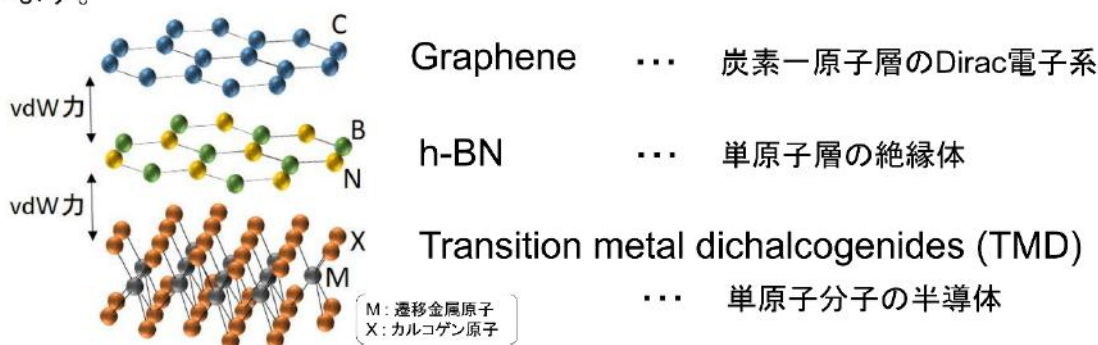 ます。
C
Graphene ・・・ 炭素一原子層のDirac電子系
vdW力
B
h-BN ・・・ 単原子層の絶縁体
N
vdW力
X
Transition metal dichalcogenides (TMD)
M
・・・ 単原子分子の半導体
M : 遷移金属原子
X : カルコゲン原子